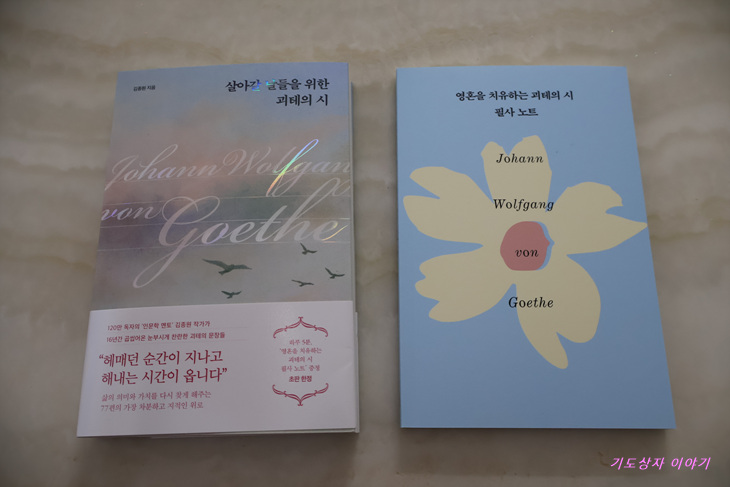 김종원 지음
살아갈 날들을 위한
괴테의 시
Johann Wolfgang
von
Goethe
120만 독자의 '인문학 멘토' 김종원 작가가
16년간 곱씹어온 눈부시게 찬란한 괴테의 문장들
“헤매던 순간이 지나고
해내는 시간이 옵니다”
삶의 의미와 가치를 다시 찾게 해주는
77편의 가장 차분하고 지적인 위로
하루 5분,
'영혼을 치유하는
괴테의 시
필사 노트' 증정
초판 한정
영혼을 치유하는 괴테의 시
필사 노트
Johann
Wolfgang
von
Goethe
기도상자 이야기